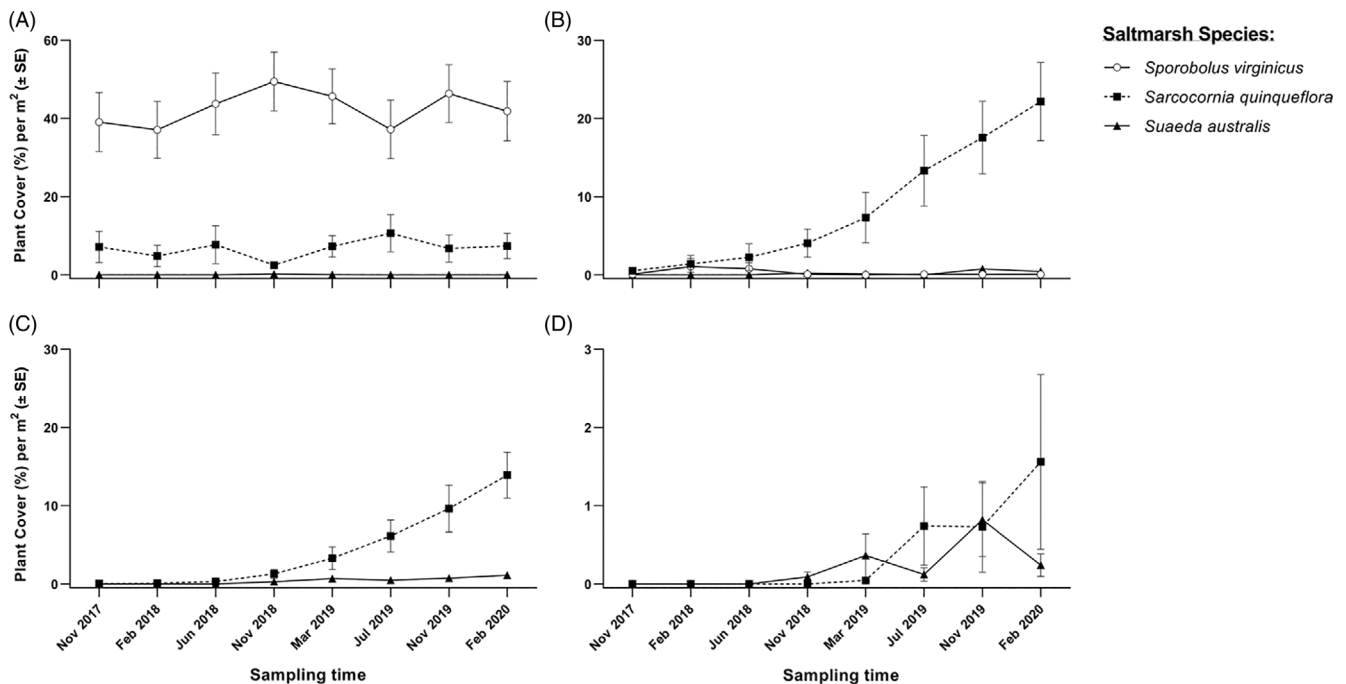 (A)
Plant Cover (%) per m² (± SE)
60
40
20
0
(B)
30
20
10
0
Saltmarsh Species:
Sporobolus virginicus
Sarcocornia quinqueflora
Suaeda australis
(C)
Plant Cover (%) per m² (± SE)
30
20
10
0
Nov 2017
Feb 2018
Jun 2018
Nov 2018
Mar 2019
Jul 2019
Nov 2019
Feb 2020
Sampling time
(D)
3
2
1
0
Nov 2017
Feb 2018
Jun 2018
Nov 2018
Mar 2019
Jul 2019
Nov 2019
Feb 2020
Sampling time